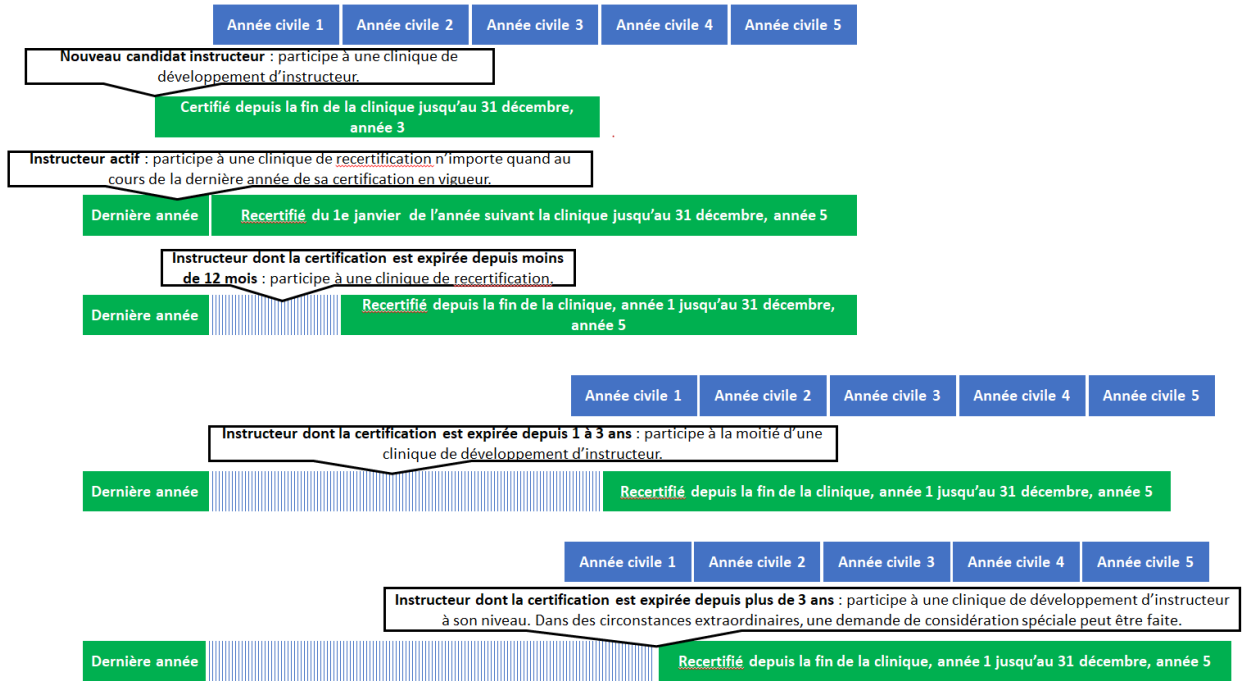 Année civile 1 Année civile 2 Année civile 3 Année civile 4 Année civile 5
Nouveau candidat instructeur : participe à une clinique de
développement d’instructeur.
Certifié depuis la fin de la clinique jusqu’au 31 décembre,
année 3
Instructeur actif : participe à une clinique de recertification n’importe quand au
cours de la dernière année de sa certification en vigueur.
Dernière année Recertifié du 1e janvier de l’année suivant la clinique jusqu’au 31 décembre, année 5
Instructeur dont la certification est expirée depuis moins
de 12 mois : participe à une clinique de recertification.
Dernière année Recertifié depuis la fin de la clinique, année 1 jusqu’au 31 décembre,
année 5
Année civile 1 Année civile 2 Année civile 3 Année civile 4 Année civile 5
Instructeur dont la certification est expirée depuis 1 à 3 ans : participe à la moitié d’une
clinique de développement d’instructeur.
Dernière année Recertifié depuis la fin de la clinique, année 1 jusqu’au 31 décembre, année 5
Année civile 1 Année civile 2 Année civile 3 Année civile 4 Année civile 5
Instructeur dont la certification est expirée depuis plus de 3 ans : participe à une clinique de développement d’instructeur
à son niveau. Dans des circonstances extraordinaires, une demande de considération spéciale peut être faite.
Dernière année Recertifié depuis la fin de la clinique, année 1 jusqu’au 31 décembre, année 5